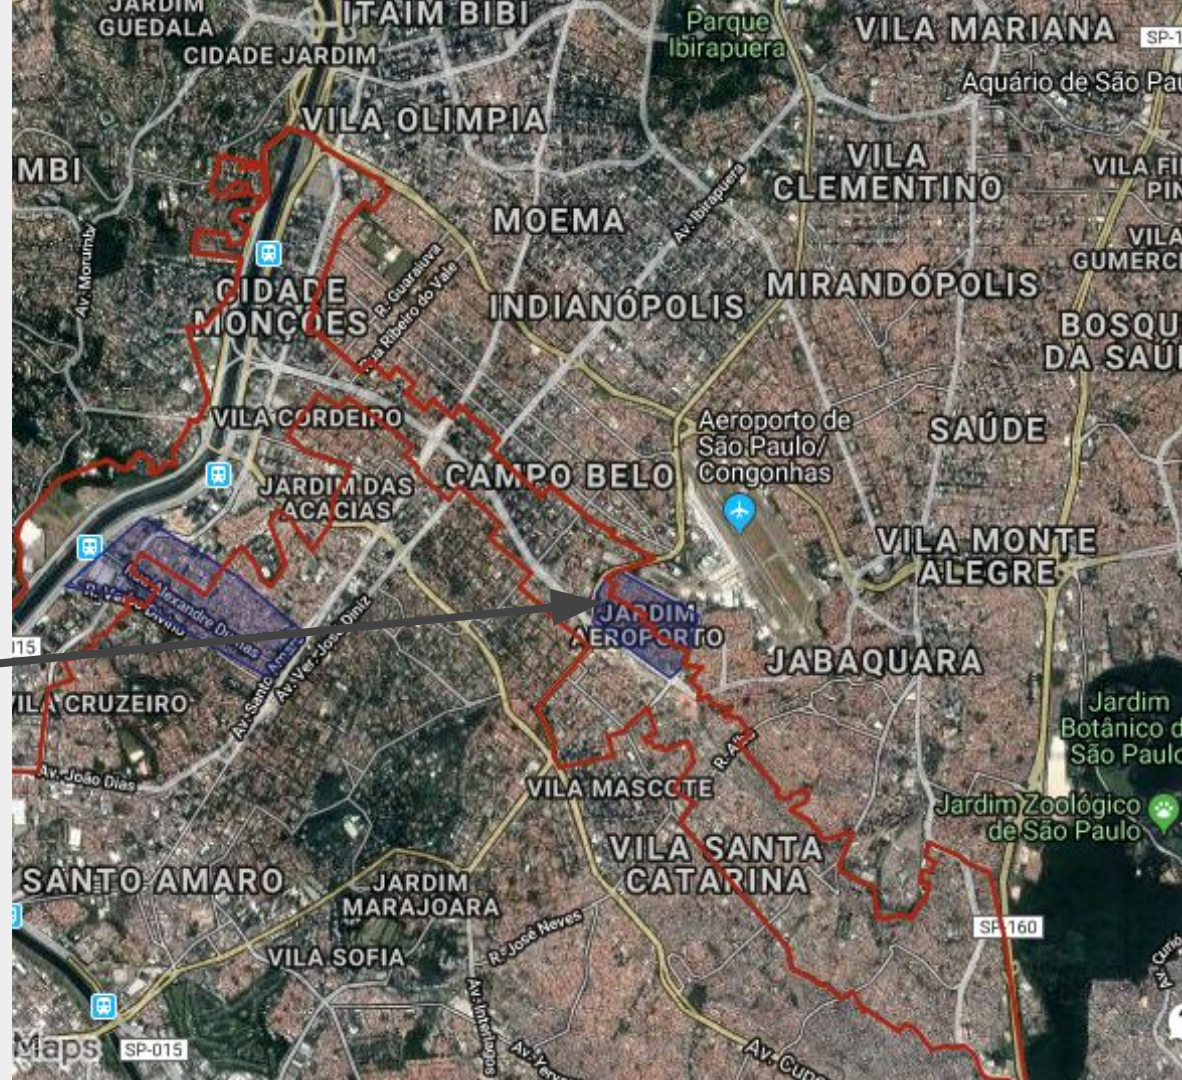 JARDIM
GUEDALA
ITAIM BIBI
Parque
Ibirapuera
VILA MARIANA
SP-1
CIDADE JARDIM
Aquário de São Pau
VILA OLIMPIA
MBI
VILA
CLEMENTINO
VILA FI
PIN
Av. Ibirapuera
MOEMA
VILA
GUMERC
Av. Morumbi
R. Guaraiuva
Ribeiro do Vale
CIDADE
MONÇÕES
INDIANÓPOLIS
MIRANDÓPOLIS
BOSQU
DA SAÚ
VILA CORDEIRO
Aeroporto de
São Paulo/
Congonhas
SAÚDE
CAMPO BELO
JARDIM DAS
ACACIAS
VILA MONTE
ALEGRE
Alexandre Dumas
JARDIM
AEROPORTO
015
Av. Ver. José Diniz
Av. Santo Amaro
JABAQUARA
VILA CRUZEIRO
Jardim
Botânico d
São Paulo
Av. João Dias
VILA MASCOTE
Jardim Zoológico
de São Paulo
VILA SANTA
CATARINA
SANTO AMARO
JARDIM
MARAJOARA
SP-160
R. José Neves
VILA SOFIA
Av. Interlagos
Maps
SP-015
Av. Cupe